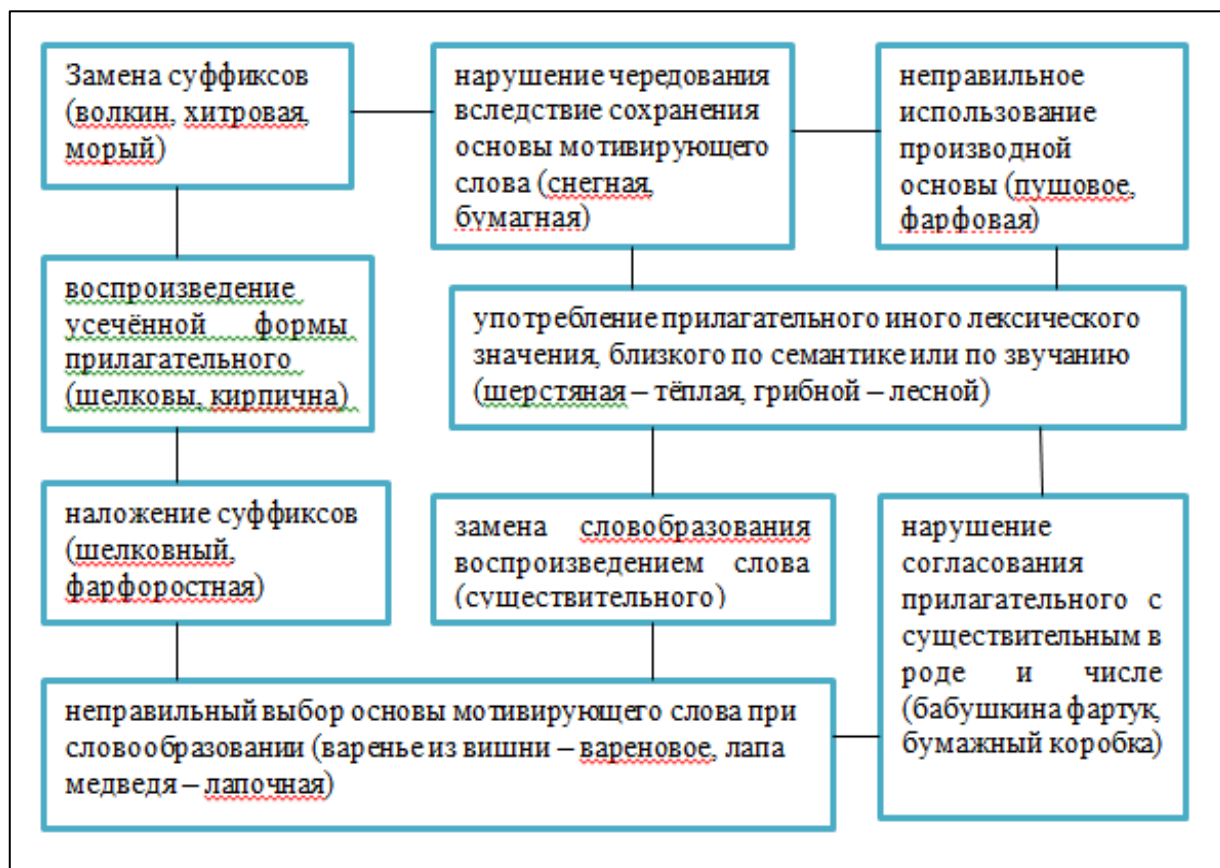 Замена суффиксов
(волкин, хитровая,
морый)
нарушение чередования
вследствие сохранения
основы мотивирующего
слова (снегная,
бумагная)
неправильное
использование
производной
основы (пушовое,
фарфовая)
воспроизведение
усечённой формы
прилагательного
(шелковы, кирпична)
употребление прилагательного иного лексического
значения, близкого по семантике или по звучанию
(шерстяная – тёплая, грибной – лесной)
наложение суффиксов
(шелковный,
фарфоростная)
замена словобразования
воспроизведением слова
(существительного)
нарушение
согласования
прилагательного с
существительным в
роде и числе
(бабушкина фартук,
бумажный коробка)
неправильный выбор основы мотивирующего слова при
словообразовании (варенье из вишни – вареновое, лапа
медведя – лапочная)